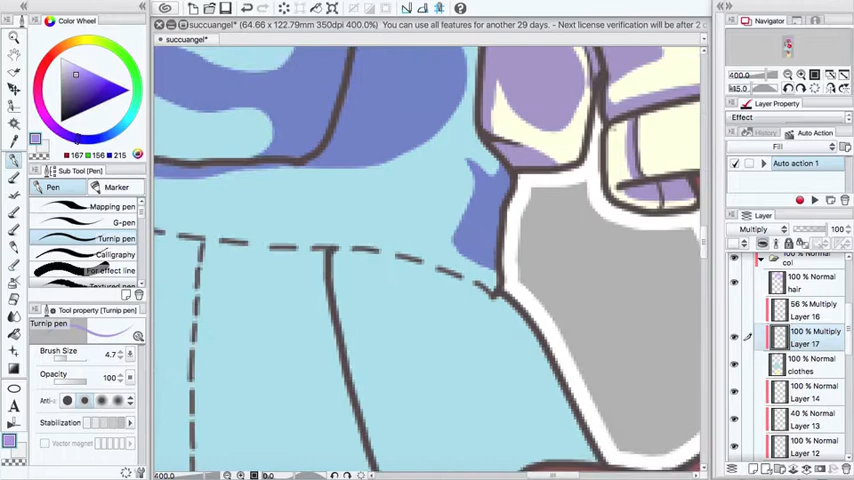 Color Wheel
167 156 215
Sub Tool [Pen]
Pen
Marker
Mapping pen
G-pen
Turnip pen
Calligraphy
For effect line
Textured pen
Tool property [Turnip pen]
Turnip pen
Brush Size 4.7
Opacity 100
Anti-
Stabilization
Vector magnet
succuangel* (64.66 x 122.79mm 350dpi 400.0%) You can use all features for another 29 days. - Next license verification will be after 2
succuangel*
400.0
0.0
Navigator
400.0
Layer Property
Effect
History
Auto Action
Fill
Auto action 1
Layer
Multiply
100
100 % Normal
col
100 % Normal
hair
56 % Multiply
Layer 16
100 % Multiply
Layer 17
100 % Normal
clothes
100 % Normal
Layer 14
40 % Normal
Layer 13
100 % Normal
Layer 12